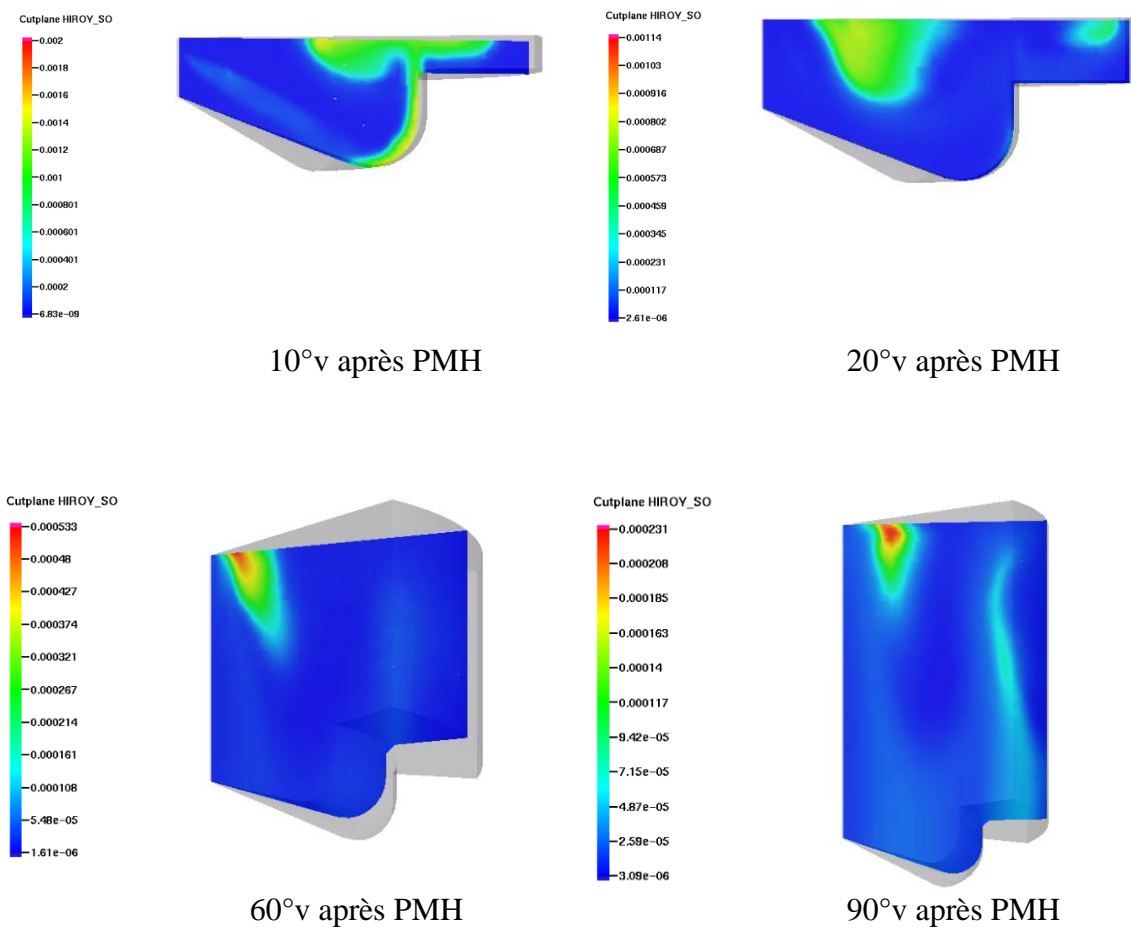 Cutplane HIROY_SO
0.002
0.0018
0.0016
0.0014
0.0012
0.001
0.000801
0.000601
0.000401
0.0002
6.83e-09
10°v après PMH
Cutplane HIROY_SO
0.00114
0.00103
0.000916
0.000802
0.000687
0.000573
0.000459
0.000345
0.000231
0.000117
2.61e-06
20°v après PMH
Cutplane HIROY_SO
0.000533
0.00048
0.000427
0.000374
0.000321
0.000267
0.000214
0.000161
0.000108
5.48e-05
1.61e-06
60°v après PMH
Cutplane HIROY_SO
0.000231
0.000208
0.000185
0.000163
0.00014
0.000117
9.42e-05
7.15e-05
4.87e-05
2.59e-05
3.09e-06
90°v après PMH